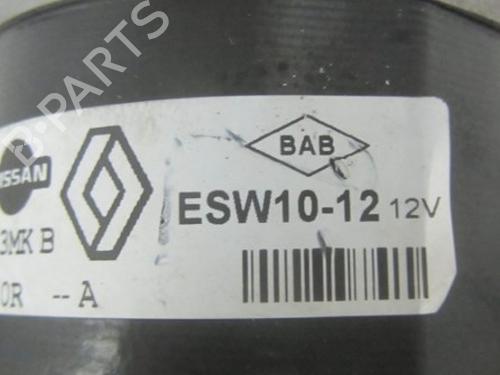 B-PARTS
NISSAN
BAB
ESW10-12 12V
3MK B
0R --A